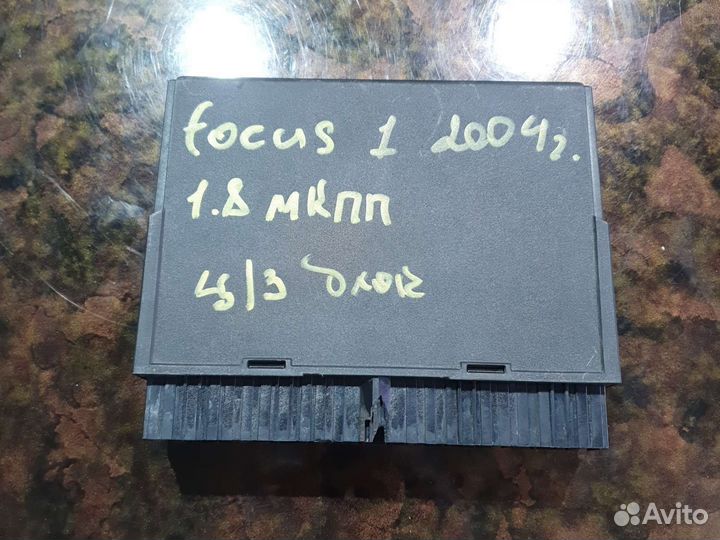 focus 1 2004г.
1.8 МКПП
ц/з блок
Avito